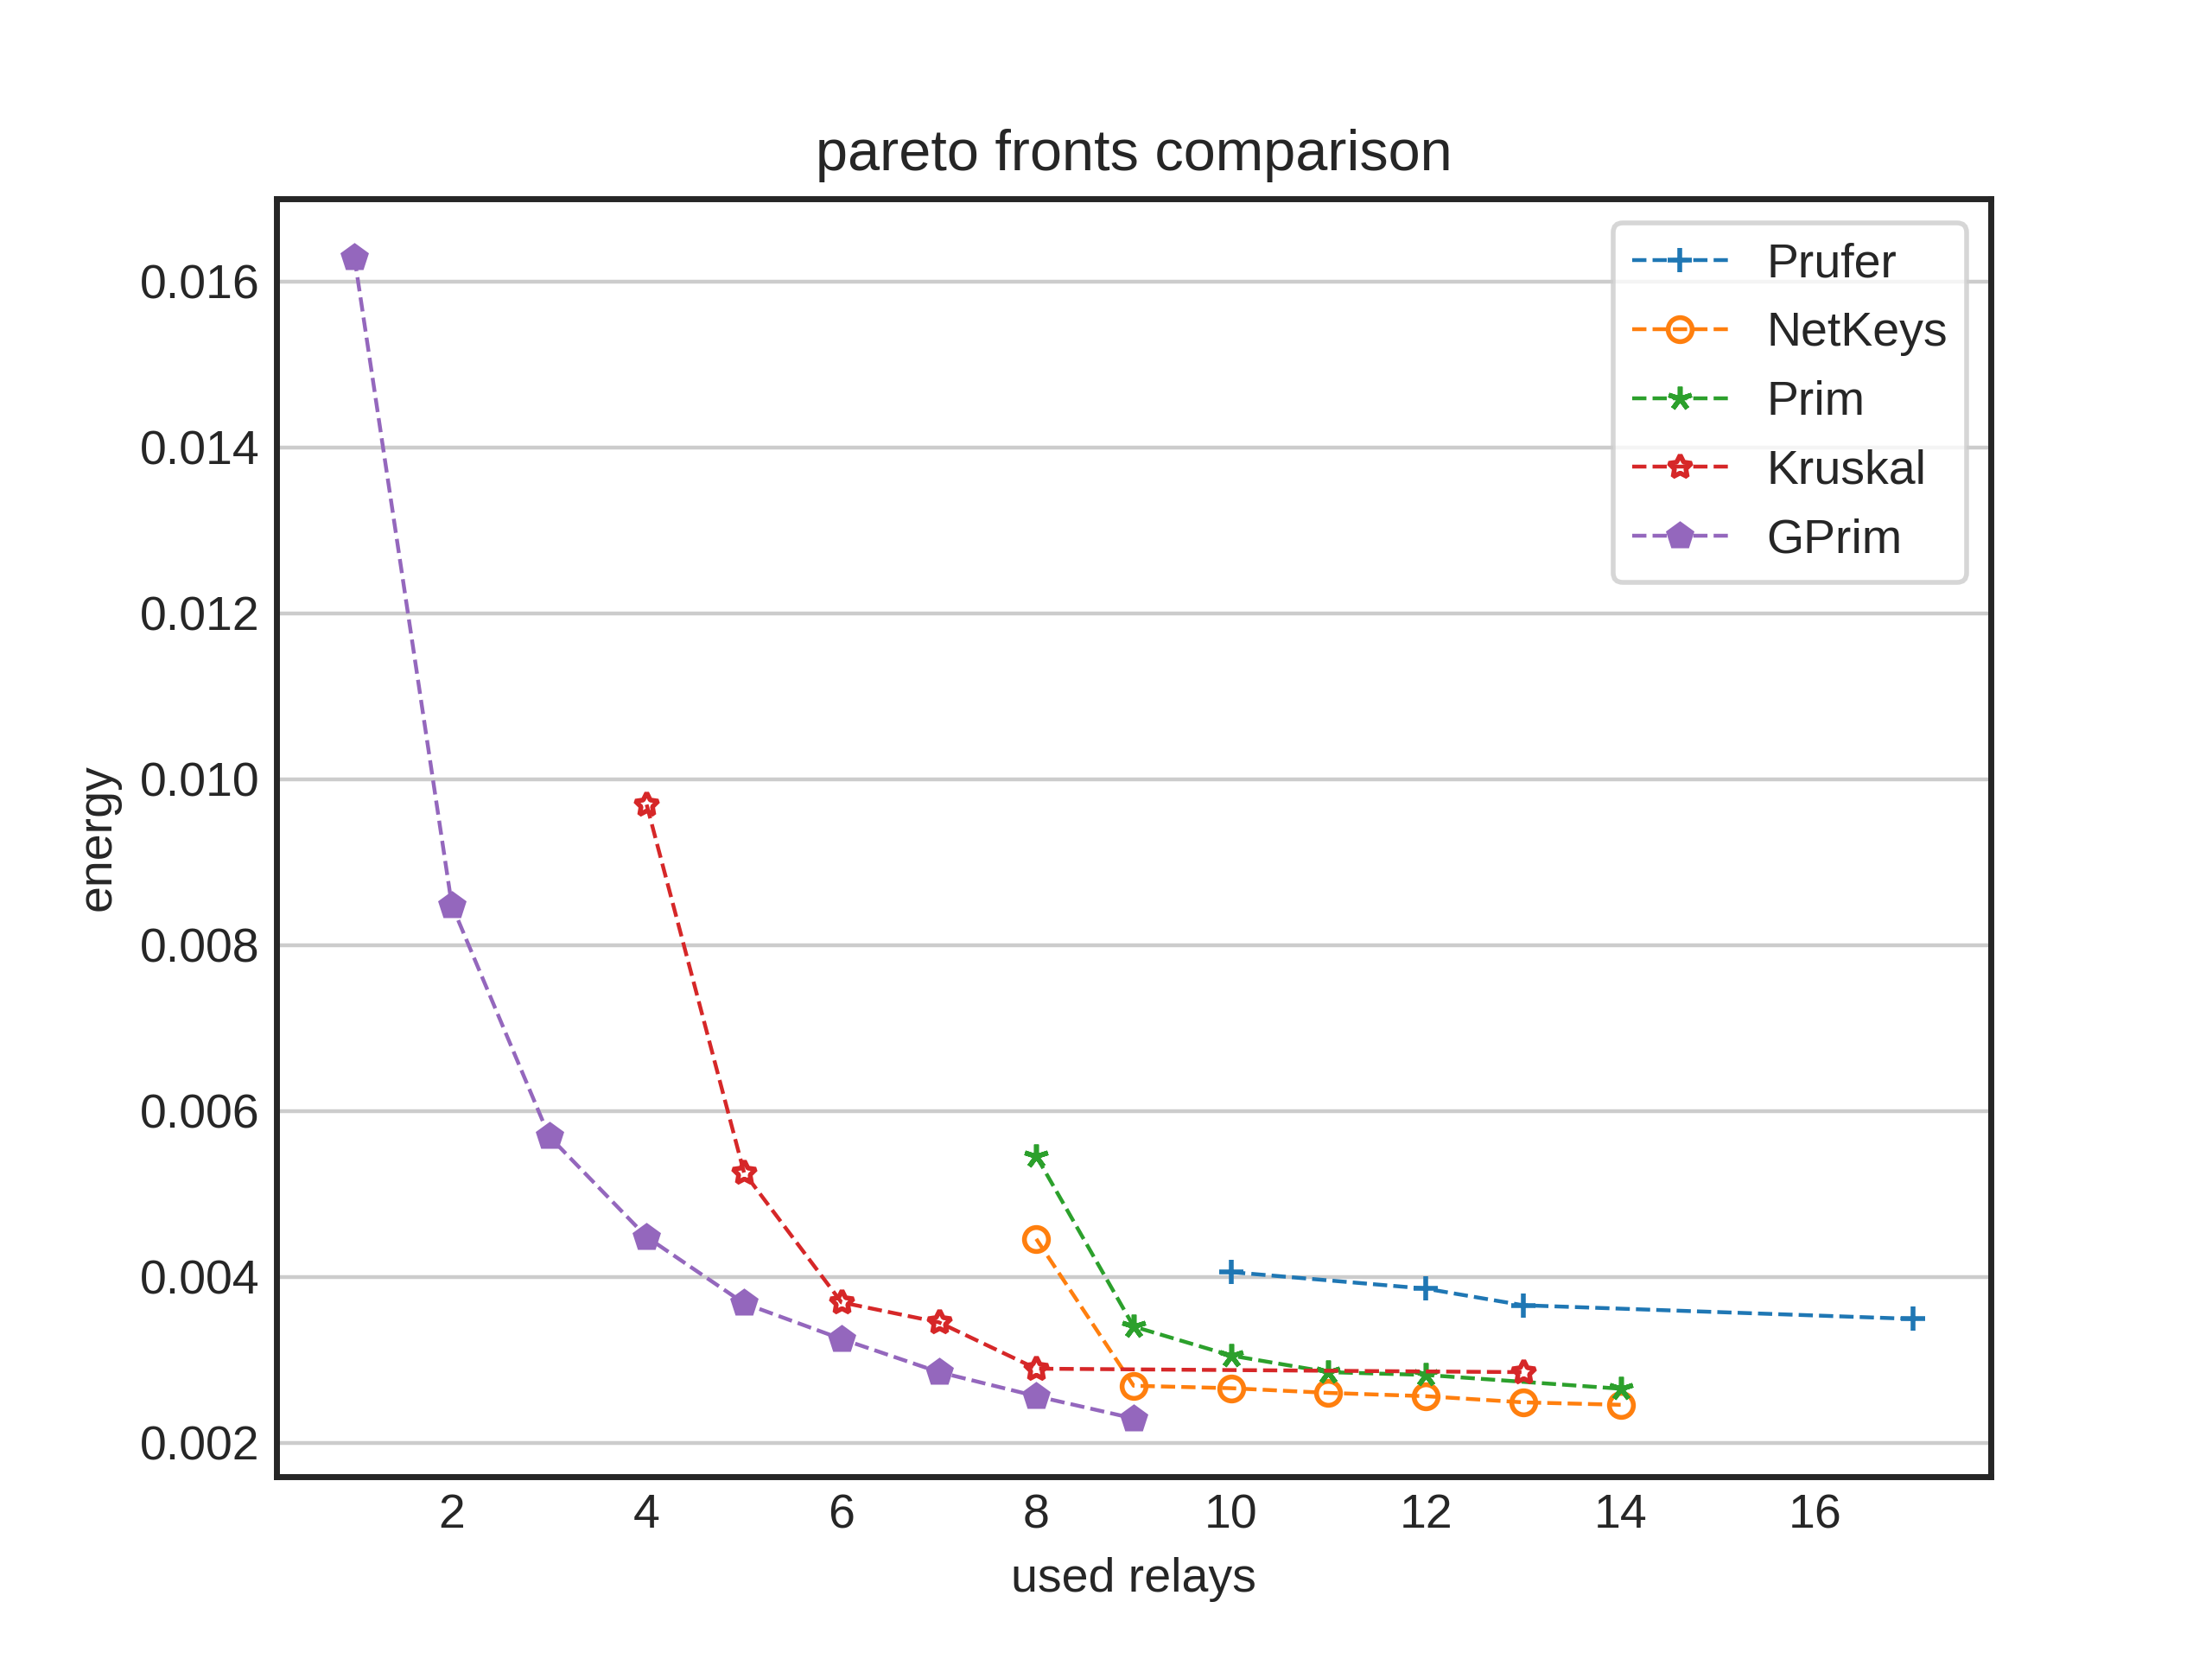 pareto fronts comparison
Prufer
NetKeys
Prim
Kruskal
GPrim
0.016
0.014
0.012
0.010
0.008
0.006
0.004
0.002
energy
2 4 6 8 10 12 14 16
used relays